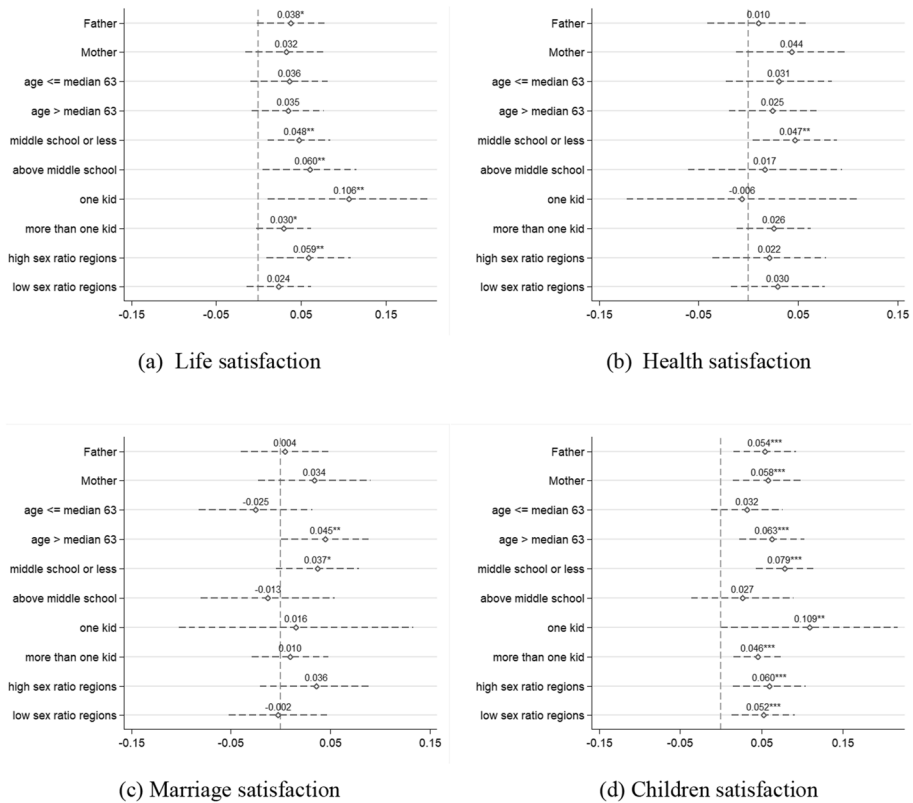 Father 0.038*
Mother 0.032
age <= median 63 0.036
age > median 63 0.035
middle school or less 0.048**
above middle school 0.060**
one kid 0.106**
more than one kid 0.030*
high sex ratio regions 0.059**
low sex ratio regions 0.024
-0.15 -0.05 0.05 0.15
(a) Life satisfaction
Father 0.010
Mother 0.044
age <= median 63 0.031
age > median 63 0.025
middle school or less 0.047**
above middle school 0.017
one kid -0.006
more than one kid 0.026
high sex ratio regions 0.022
low sex ratio regions 0.030
-0.15 -0.05 0.05 0.15
(b) Health satisfaction
Father 0.004
Mother 0.034
age <= median 63 -0.025
age > median 63 0.045**
middle school or less 0.037*
above middle school -0.013
one kid 0.016
more than one kid 0.010
high sex ratio regions 0.036
low sex ratio regions -0.002
-0.15 -0.05 0.05 0.15
(c) Marriage satisfaction
Father 0.054***
Mother 0.058***
age <= median 63 0.032
age > median 63 0.063***
middle school or less 0.079***
above middle school 0.027
one kid 0.109**
more than one kid 0.046***
high sex ratio regions 0.060***
low sex ratio regions 0.052***
-0.15 -0.05 0.05 0.15
(d) Children satisfaction